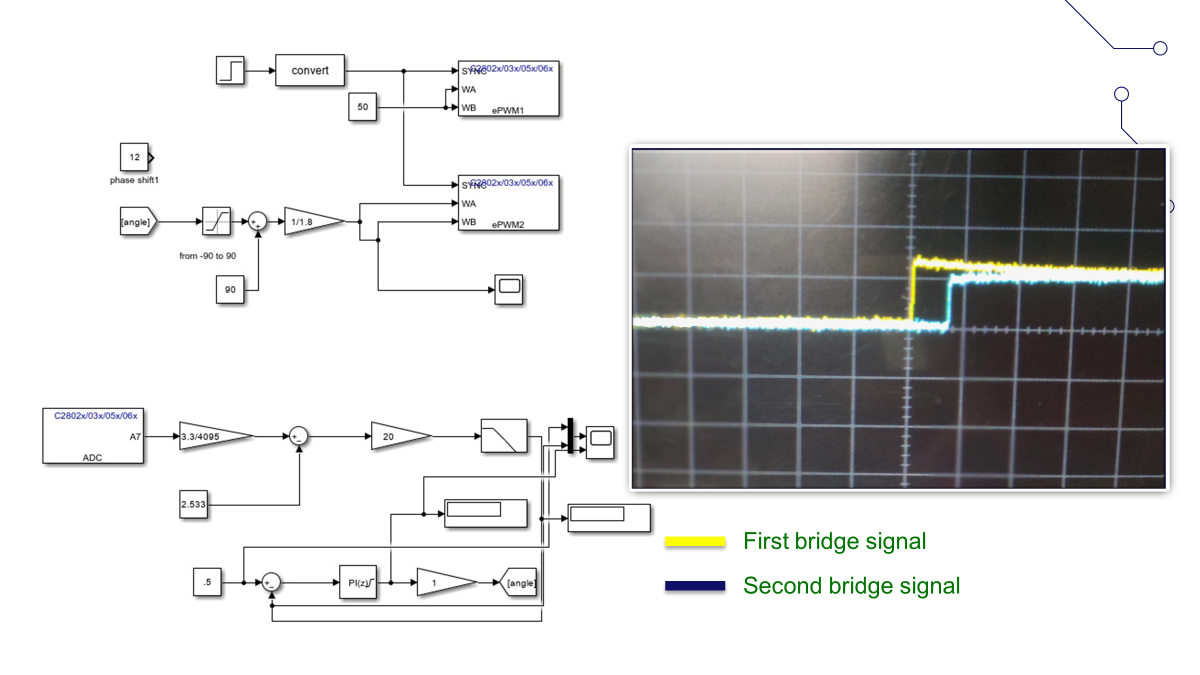 convert
50
SYNC
C2802x/03x/05x/06x
WA
WB
ePWM1
12
phase shift1
[angle]
from -90 to 90
90
1/1.8
SYNC
C2802x/03x/05x/06x
WA
WB
ePWM2
C2802x/03x/05x/06x
A7
ADC
3.3/4095
2.533
20
.5
PI(z)
1
[angle]
First bridge signal
Second bridge signal